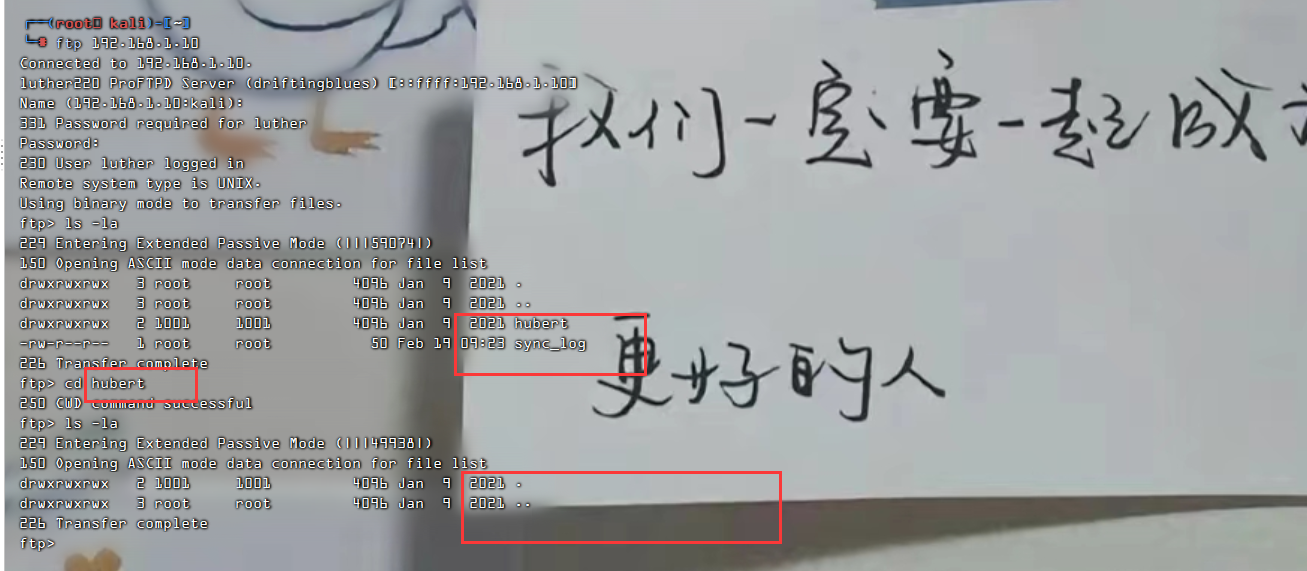 ┌──(root㉿kali)-[~]
└─# ftp 192.168.1.10
Connected to 192.168.1.10.
luther220 ProFTPD Server (driftingblues) [::ffff:192.168.1.10]
Name (192.168.1.10:kali):
331 Password required for luther
Password:
230 User luther logged in
Remote system type is UNIX.
Using binary mode to transfer files.
ftp> ls -la
229 Entering Extended Passive Mode (|||59074|)
150 Opening ASCII mode data connection for file list
drwxrwxrwx 3 root root 4096 Jan 9 2021 .
drwxrwxrwx 3 root root 4096 Jan 9 2021 ..
drwxrwxrwx 2 1001 1001 4096 Jan 9 2021 hubert
-rw-r--r-- 1 root root 50 Feb 19 09:23 sync_log
226 Transfer complete
ftp> cd hubert
250 CWD command successful
ftp> ls -la
229 Entering Extended Passive Mode (|||49938|)
150 Opening ASCII mode data connection for file list
drwxrwxrwx 2 1001 1001 4096 Jan 9 2021 .
drwxrwxrwx 3 root root 4096 Jan 9 2021 ..
226 Transfer complete
ftp>
我们一定要一起成
更好的人